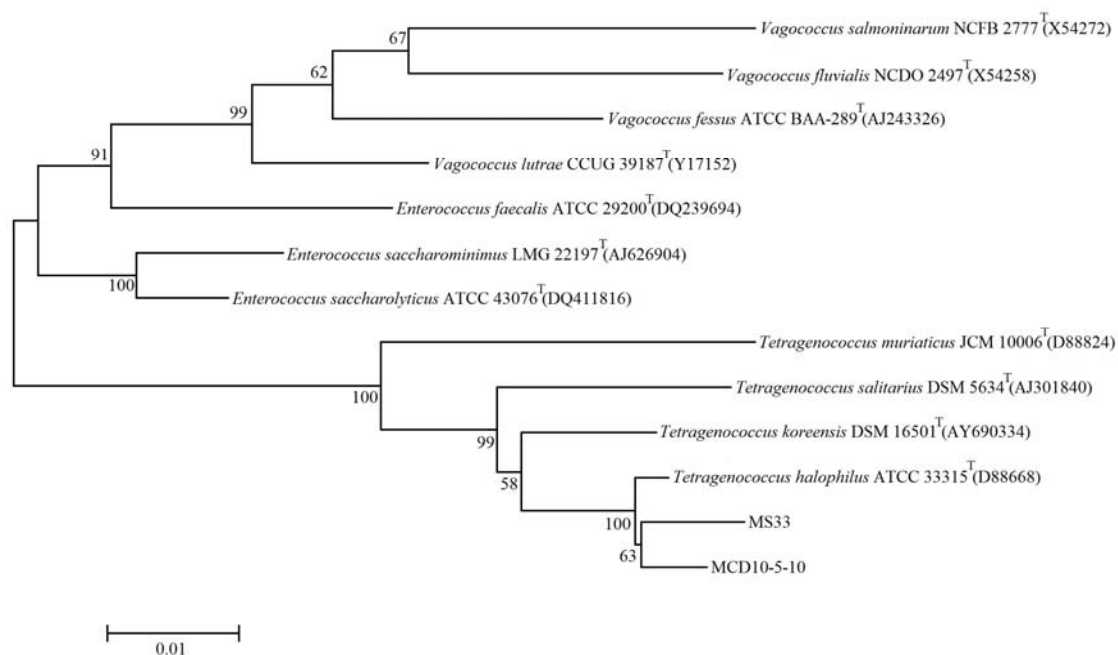 67
Vagococcus salmoninarum NCFB 2777T(X54272)
62
Vagococcus fluvialis NCDO 2497T(X54258)
99
Vagococcus fessus ATCC BAA-289T(AJ243326)
91
Vagococcus lutrae CCUG 39187T(Y17152)
Enterococcus faecalis ATCC 29200T(DQ239694)
Enterococcus saccharominimus LMG 22197T(AJ626904)
100
Enterococcus saccharolyticus ATCC 43076T(DQ411816)
Tetragenococcus muriaticus JCM 10006T(D88824)
100
Tetragenococcus salitarius DSM 5634T(AJ301840)
99
Tetragenococcus koreensis DSM 16501T(AY690334)
58
Tetragenococcus halophilus ATCC 33315T(D88668)
100
MS33
63
MCD10-5-10
0.01